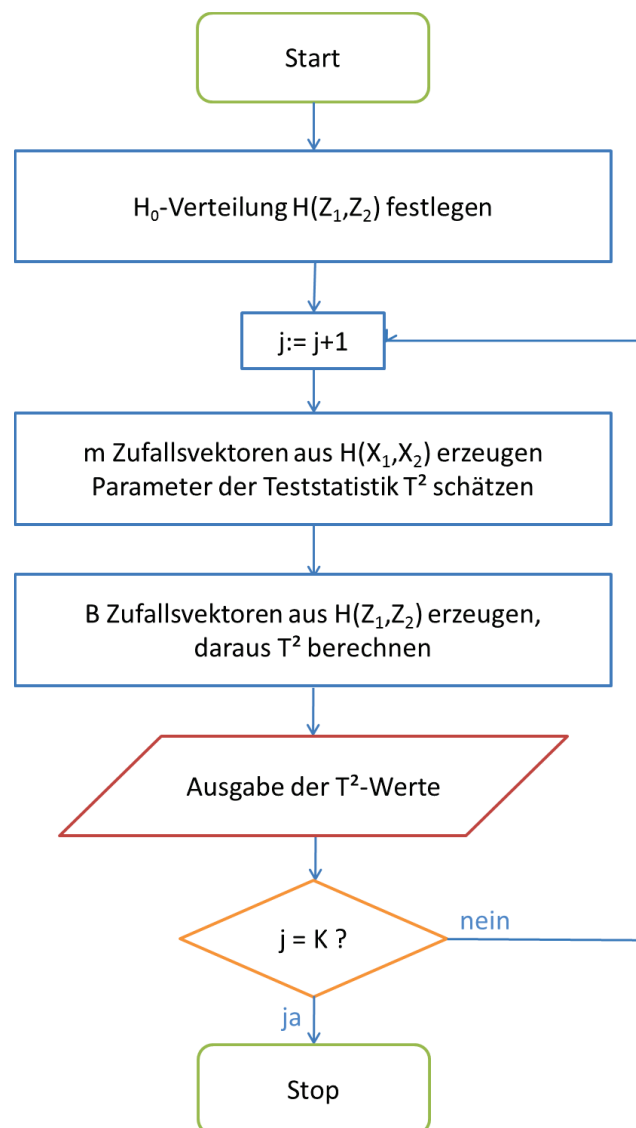 Start
H₀-Verteilung H(Z₁,Z₂) festlegen
j:= j+1
m Zufallsvektoren aus H(X₁,X₂) erzeugen
Parameter der Teststatistik T² schätzen
B Zufallsvektoren aus H(Z₁,Z₂) erzeugen,
daraus T² berechnen
Ausgabe der T²-Werte
j = K ?
nein
ja
Stop